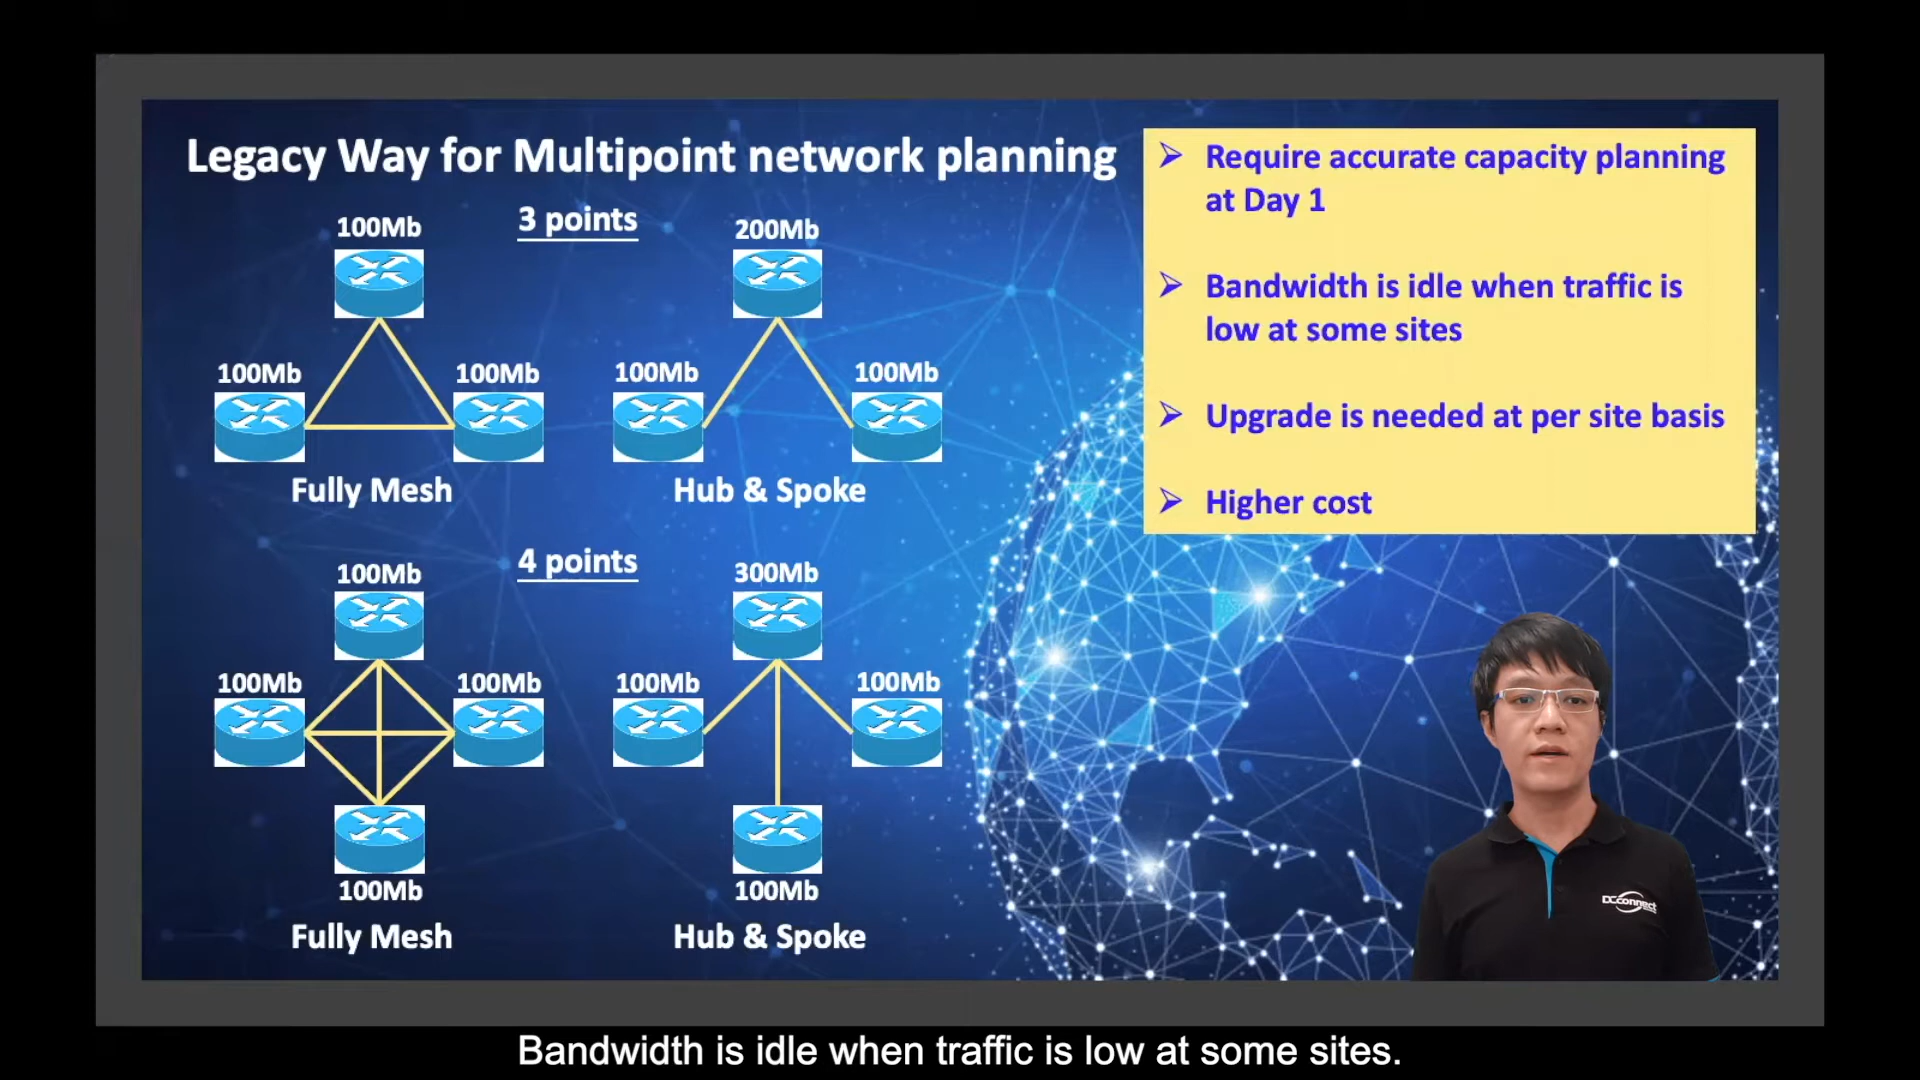 Legacy Way for Multipoint network planning
3 points
100Mb
100Mb
100Mb
Fully Mesh
200Mb
100Mb
100Mb
Hub & Spoke
4 points
100Mb
100Mb
100Mb
100Mb
Fully Mesh
300Mb
100Mb
100Mb
100Mb
Hub & Spoke
Require accurate capacity planning
at Day 1
Bandwidth is idle when traffic is
low at some sites
Upgrade is needed at per site basis
Higher cost
DCconnect
Bandwidth is idle when traffic is low at some sites.